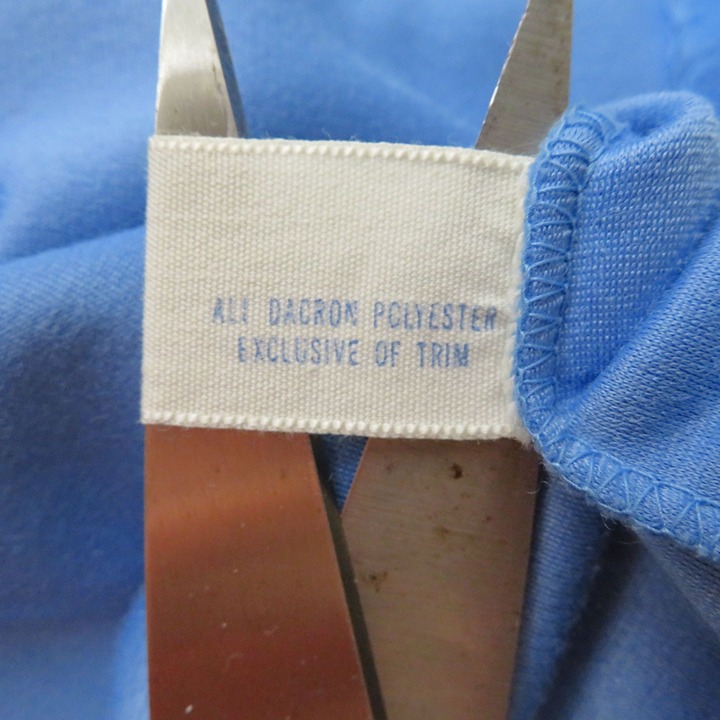 ALL DACRON POLYESTER
EXCLUSIVE OF TRIM